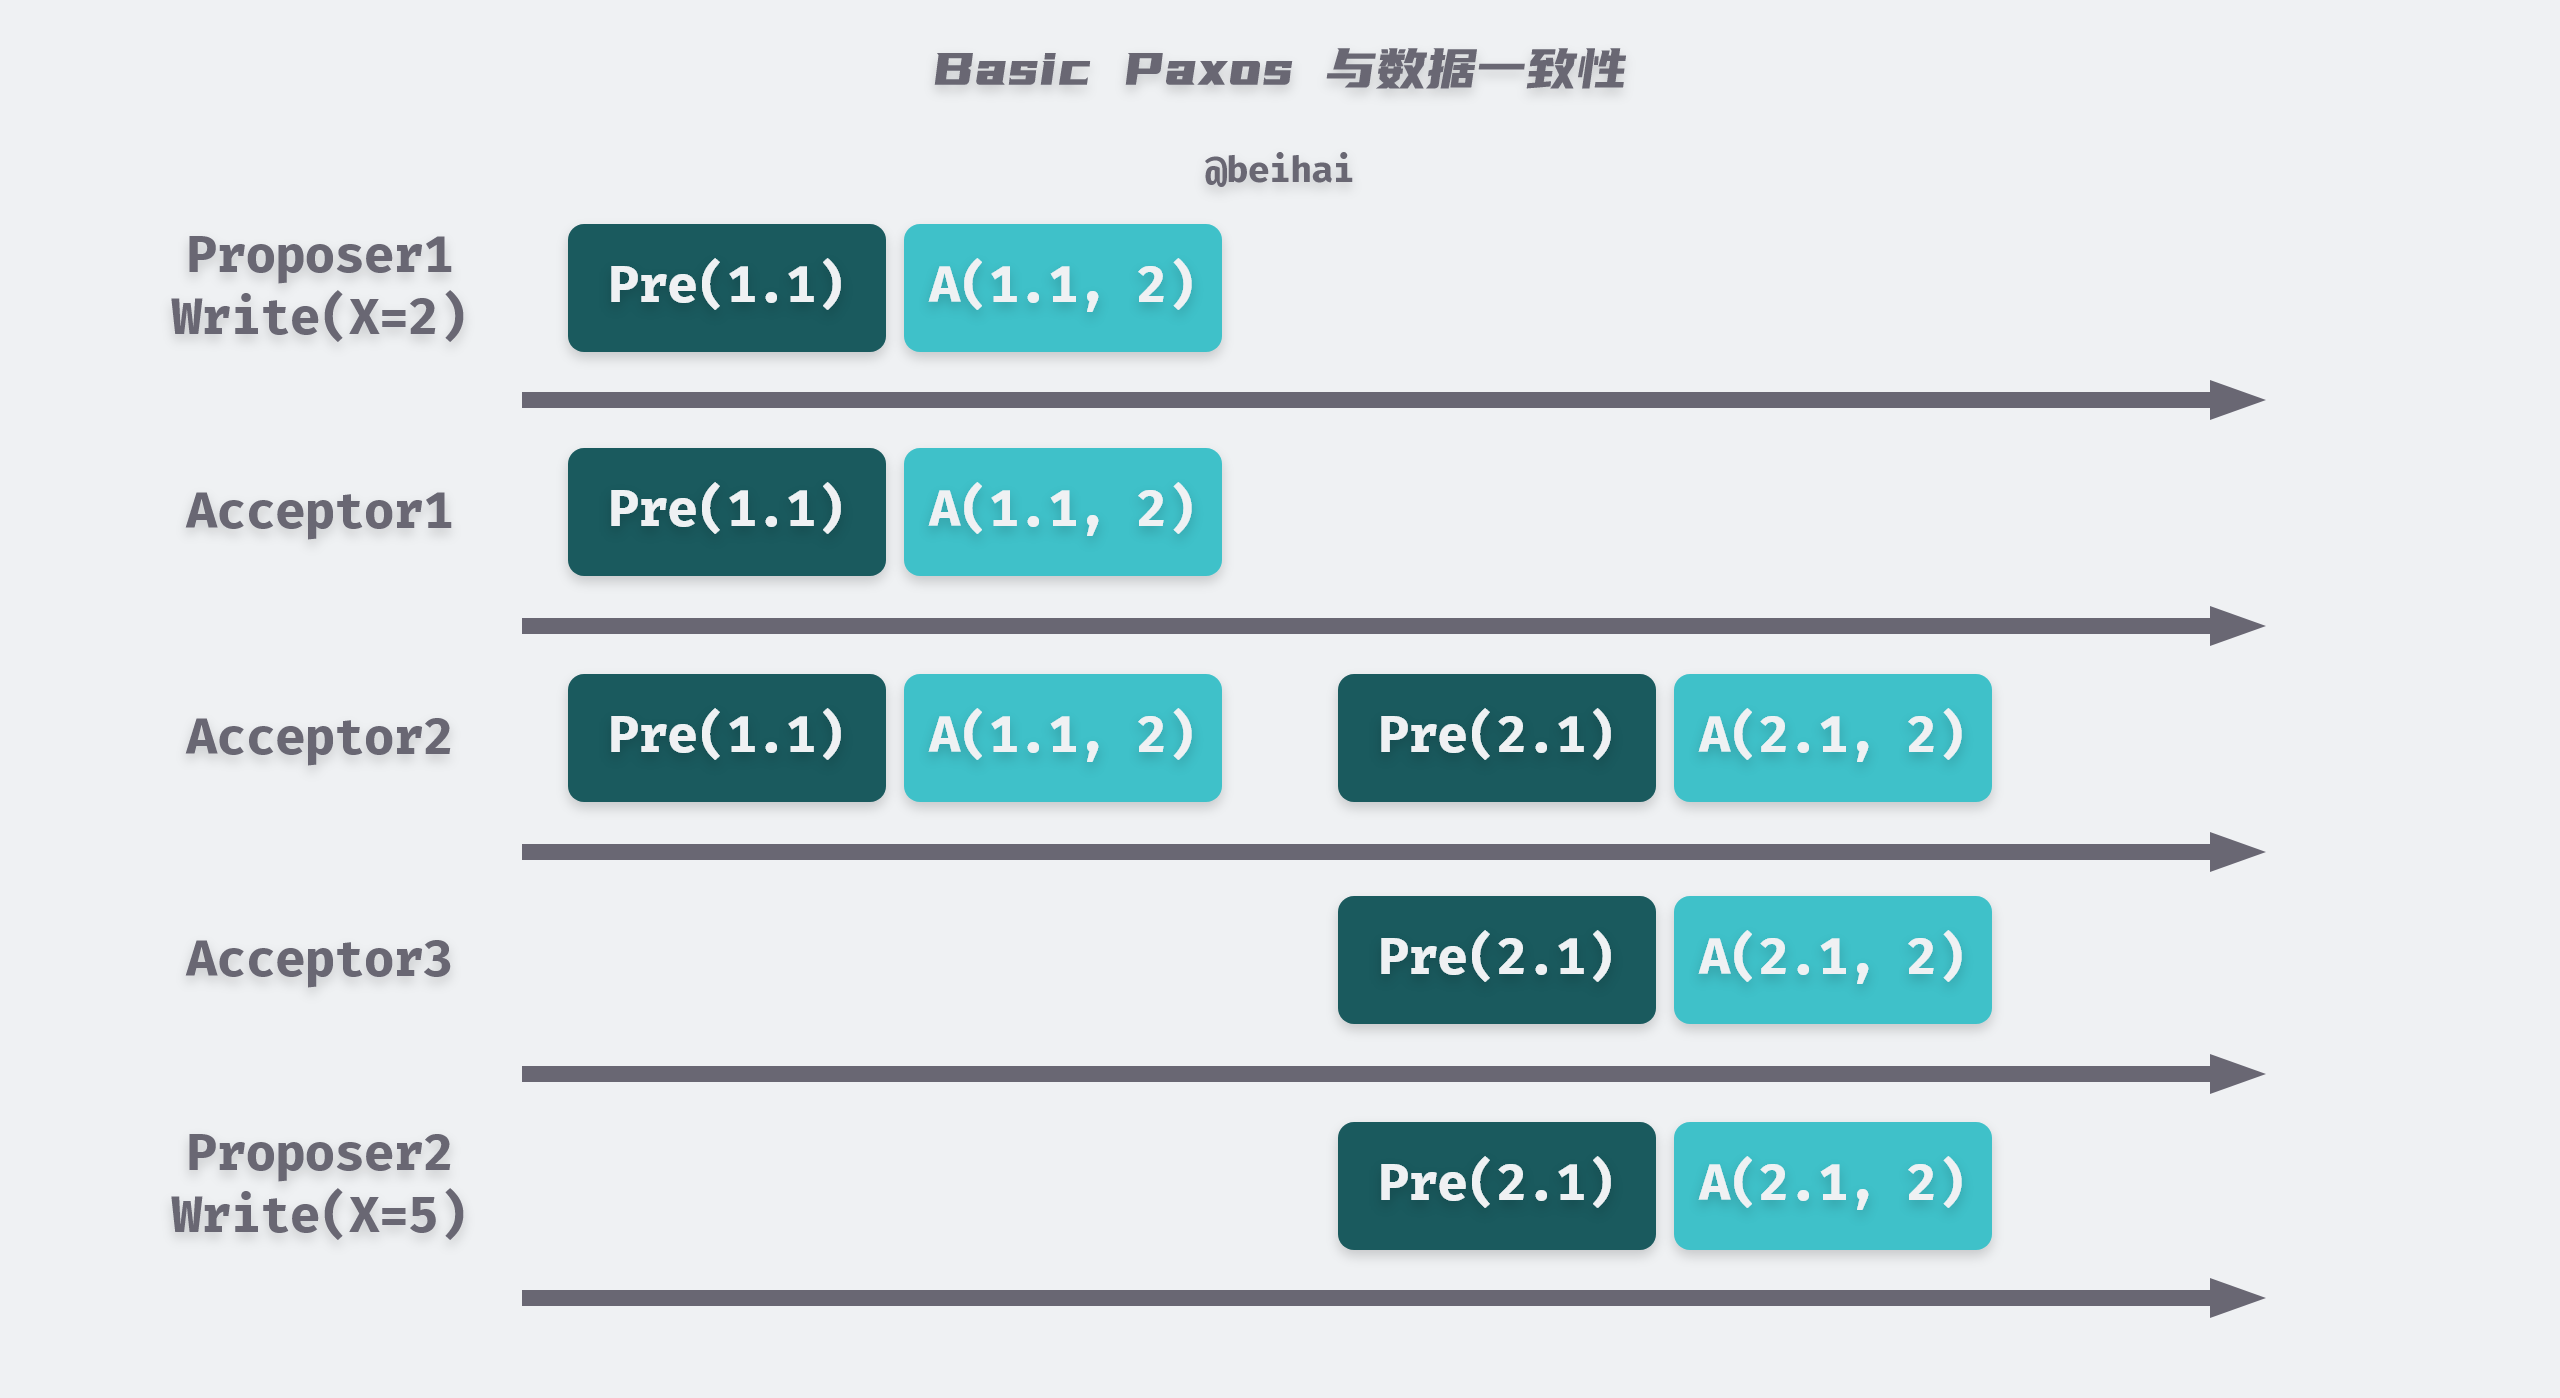 Basic Paxos 与数据一致性
@beihai
Proposer1
Write(X=2)
Pre(1.1)
A(1.1, 2)
Acceptor1
Pre(1.1)
A(1.1, 2)
Acceptor2
Pre(1.1)
A(1.1, 2)
Pre(2.1)
A(2.1, 2)
Acceptor3
Pre(2.1)
A(2.1, 2)
Proposer2
Write(X=5)
Pre(2.1)
A(2.1, 2)